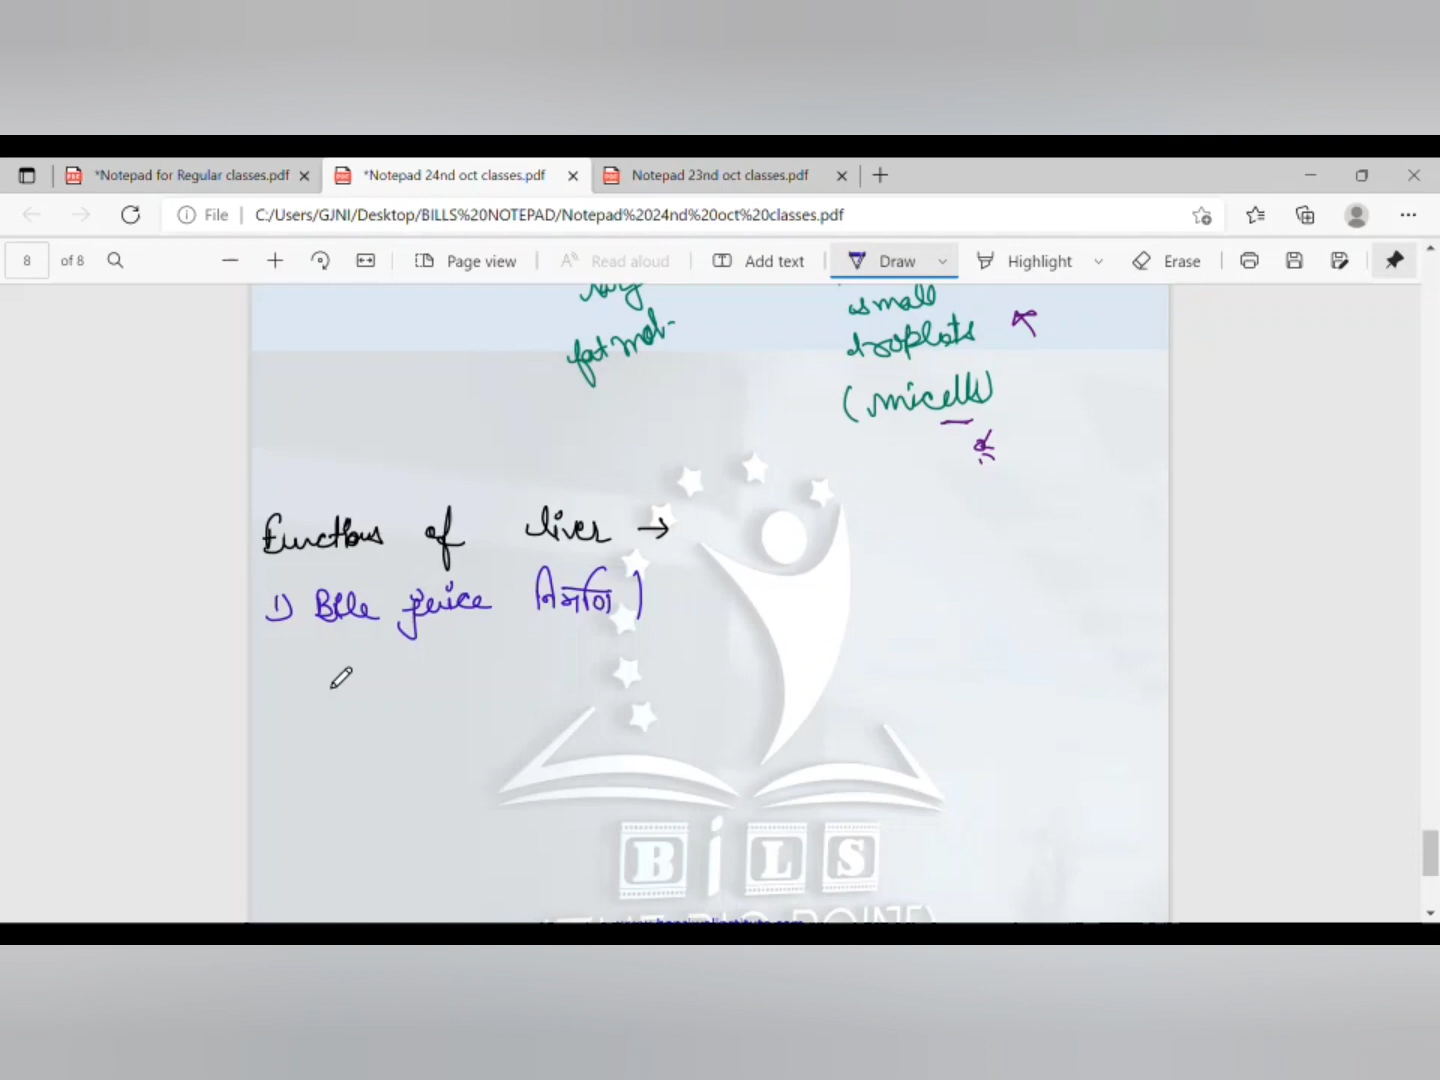 *Notepad for Regular classes.pdf *Notepad 24nd oct classes.pdf Notepad 23nd oct classes.pdf
File C:/Users/GJNI/Desktop/BILLS%20NOTEPAD/Notepad%2024nd%20oct%20classes.pdf
8 of 8 Page view Read aloud Add text Draw Highlight Erase
small
fat mol. droplets
(micells)
Functions of liver →
1) Bile juice निर्माण)
BiLS